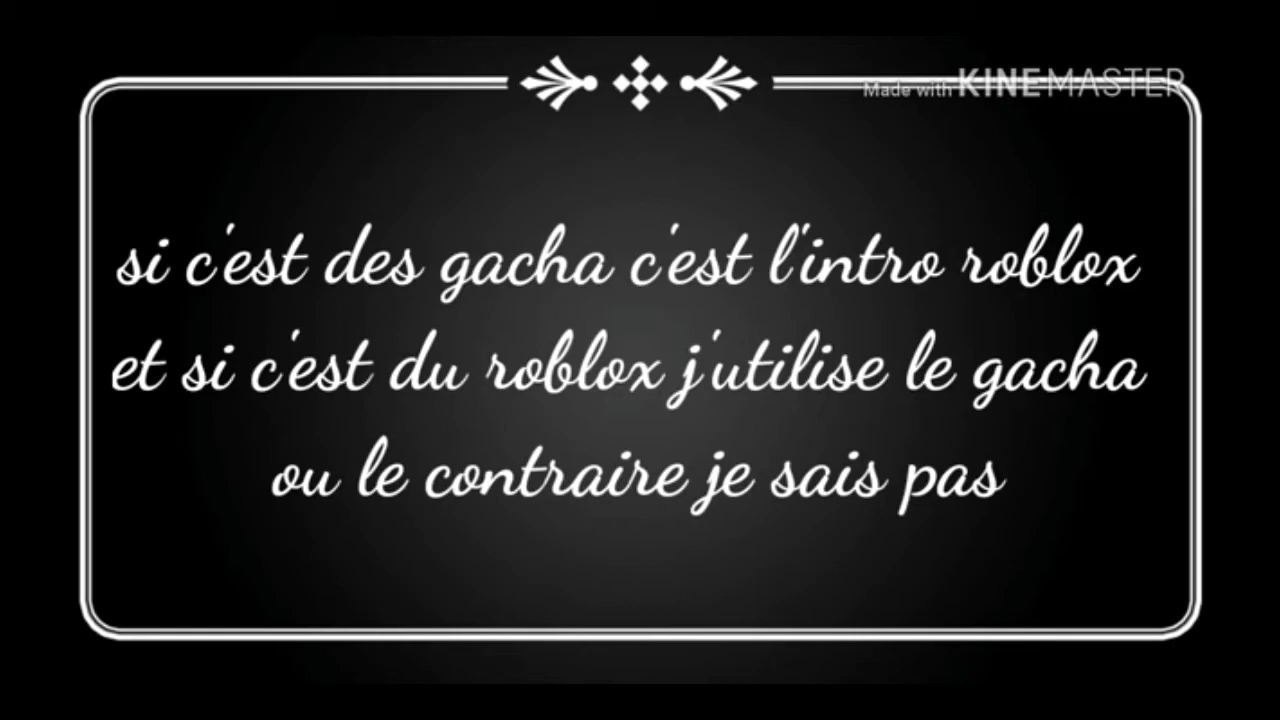 Made with KINEMASTER
si c'est des gacha c'est l'intro roblox
et si c'est du roblox j'utilise le gacha
ou le contraire je sais pas